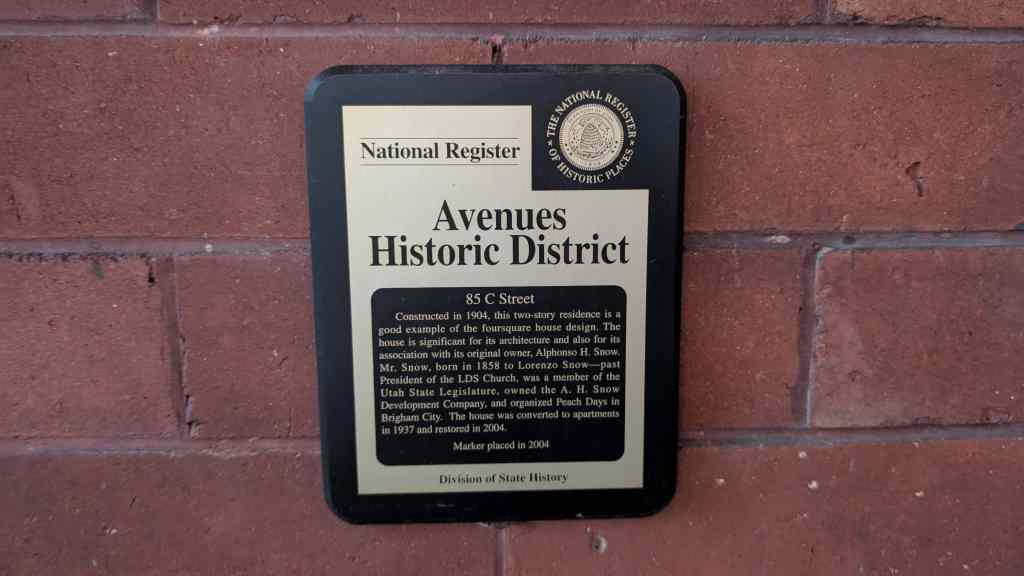 National Register
THE NATIONAL REGISTER
OF HISTORIC PLACES
Avenues
Historic District
85 C Street
Constructed in 1904, this two-story residence is a
good example of the foursquare house design. The
house is significant for its architecture and also for its
association with its original owner, Alphonso H. Snow.
Mr. Snow, born in 1858 to Lorenzo Snow—past
President of the LDS Church, was a member of the
Utah State Legislature, owned the A. H. Snow
Development Company, and organized Peach Days in
Brigham City. The house was converted to apartments
in 1937 and restored in 2004.
Marker placed in 2004
Division of State History